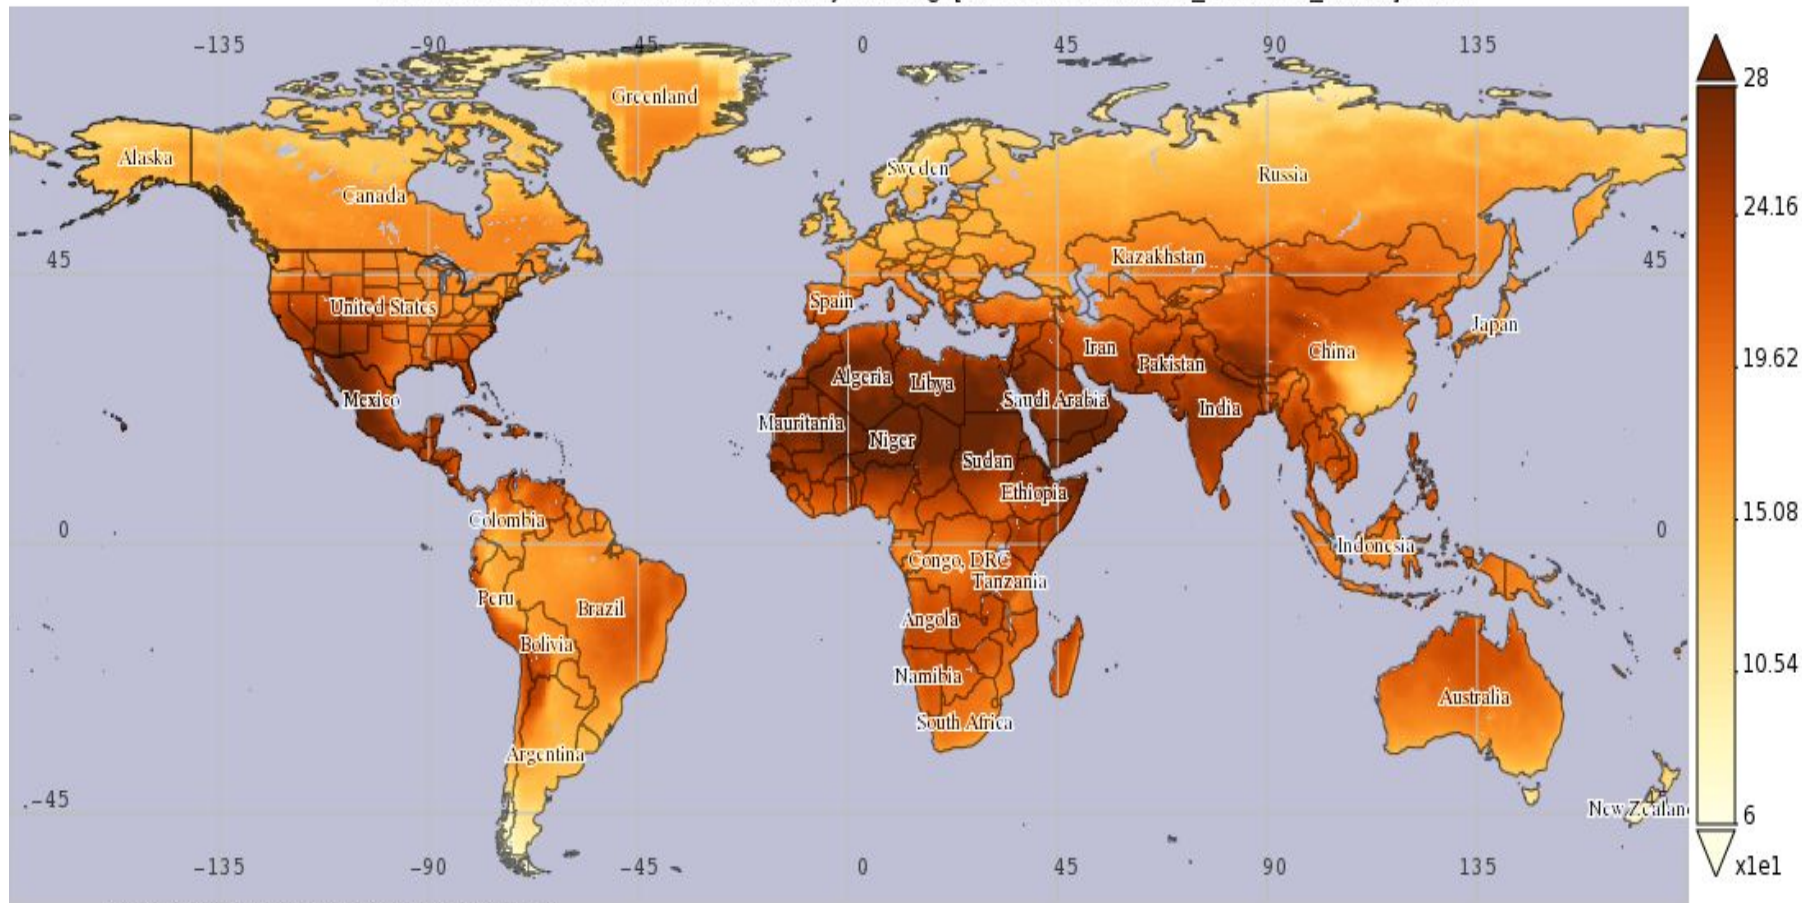 -135 -90 -45 0 45 90 135
28
Greenland
Alaska
Sweden
Russia
Canada
24.16
45 Kazakhstan 45
United States
Spain
Japan
Iran
China
Pakistan
19.62
Algeria
Libya
Mexico
Saudi Arabia
India
Mauritania
Niger
Sudan
Ethiopia
Colombia
15.08
0 0
Indonesia
Congo, DRC
Tanzania
Peru
Brazil
Angola
Bolivia
10.54
Namibia
Australia
South Africa
Argentina
-45
New Zealan
6
-135 -90 -45 0 45 90 135
x1e1